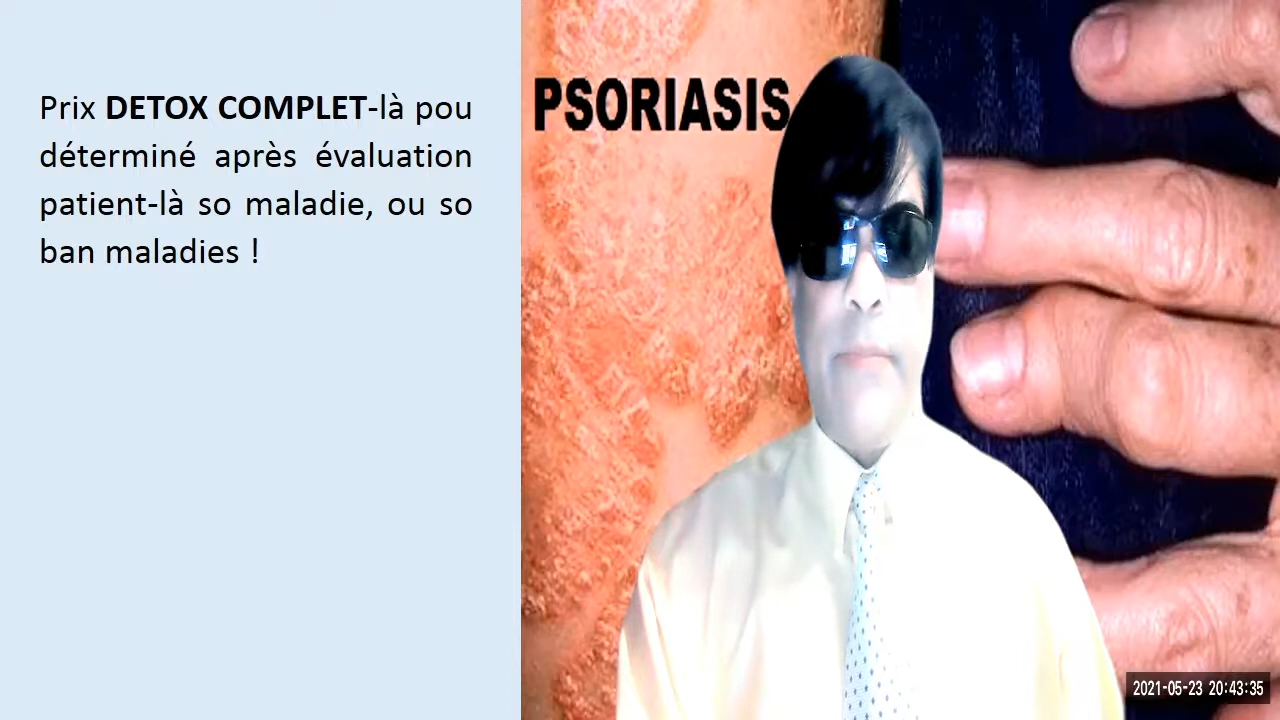 Prix DETOX COMPLET-là pou
déterminé après évaluation
patient-là so maladie, ou so
ban maladies !
PSORIASIS
2021-05-23 20:43:35